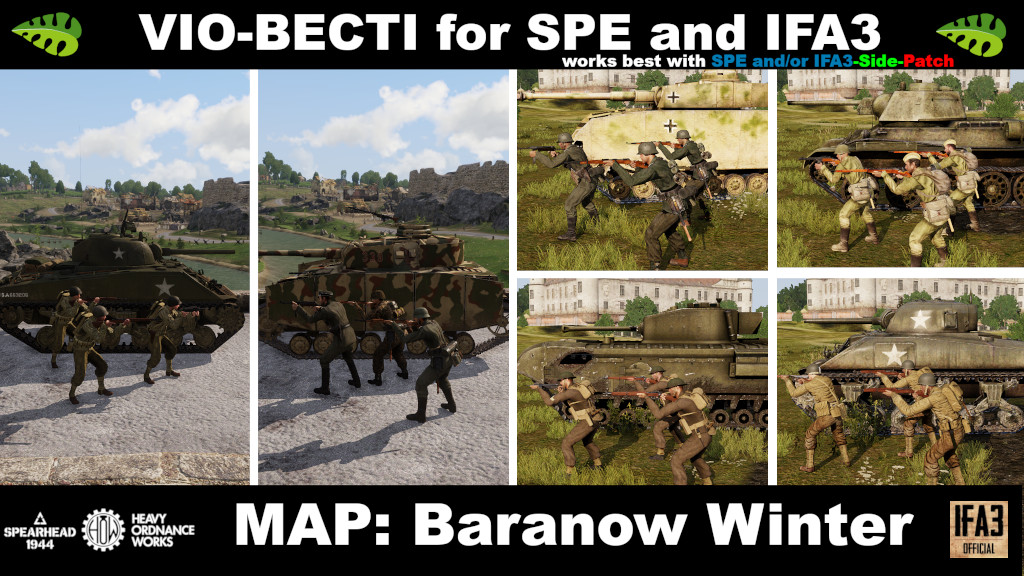 VIO-BECTI for SPE and IFA3
works best with SPE and/or IFA3-Side-Patch
MAP: Baranow Winter
SPEARHEAD
1944
HOW
HEAVY
ORDNANCE
WORKS
IFA3
OFFICIAL